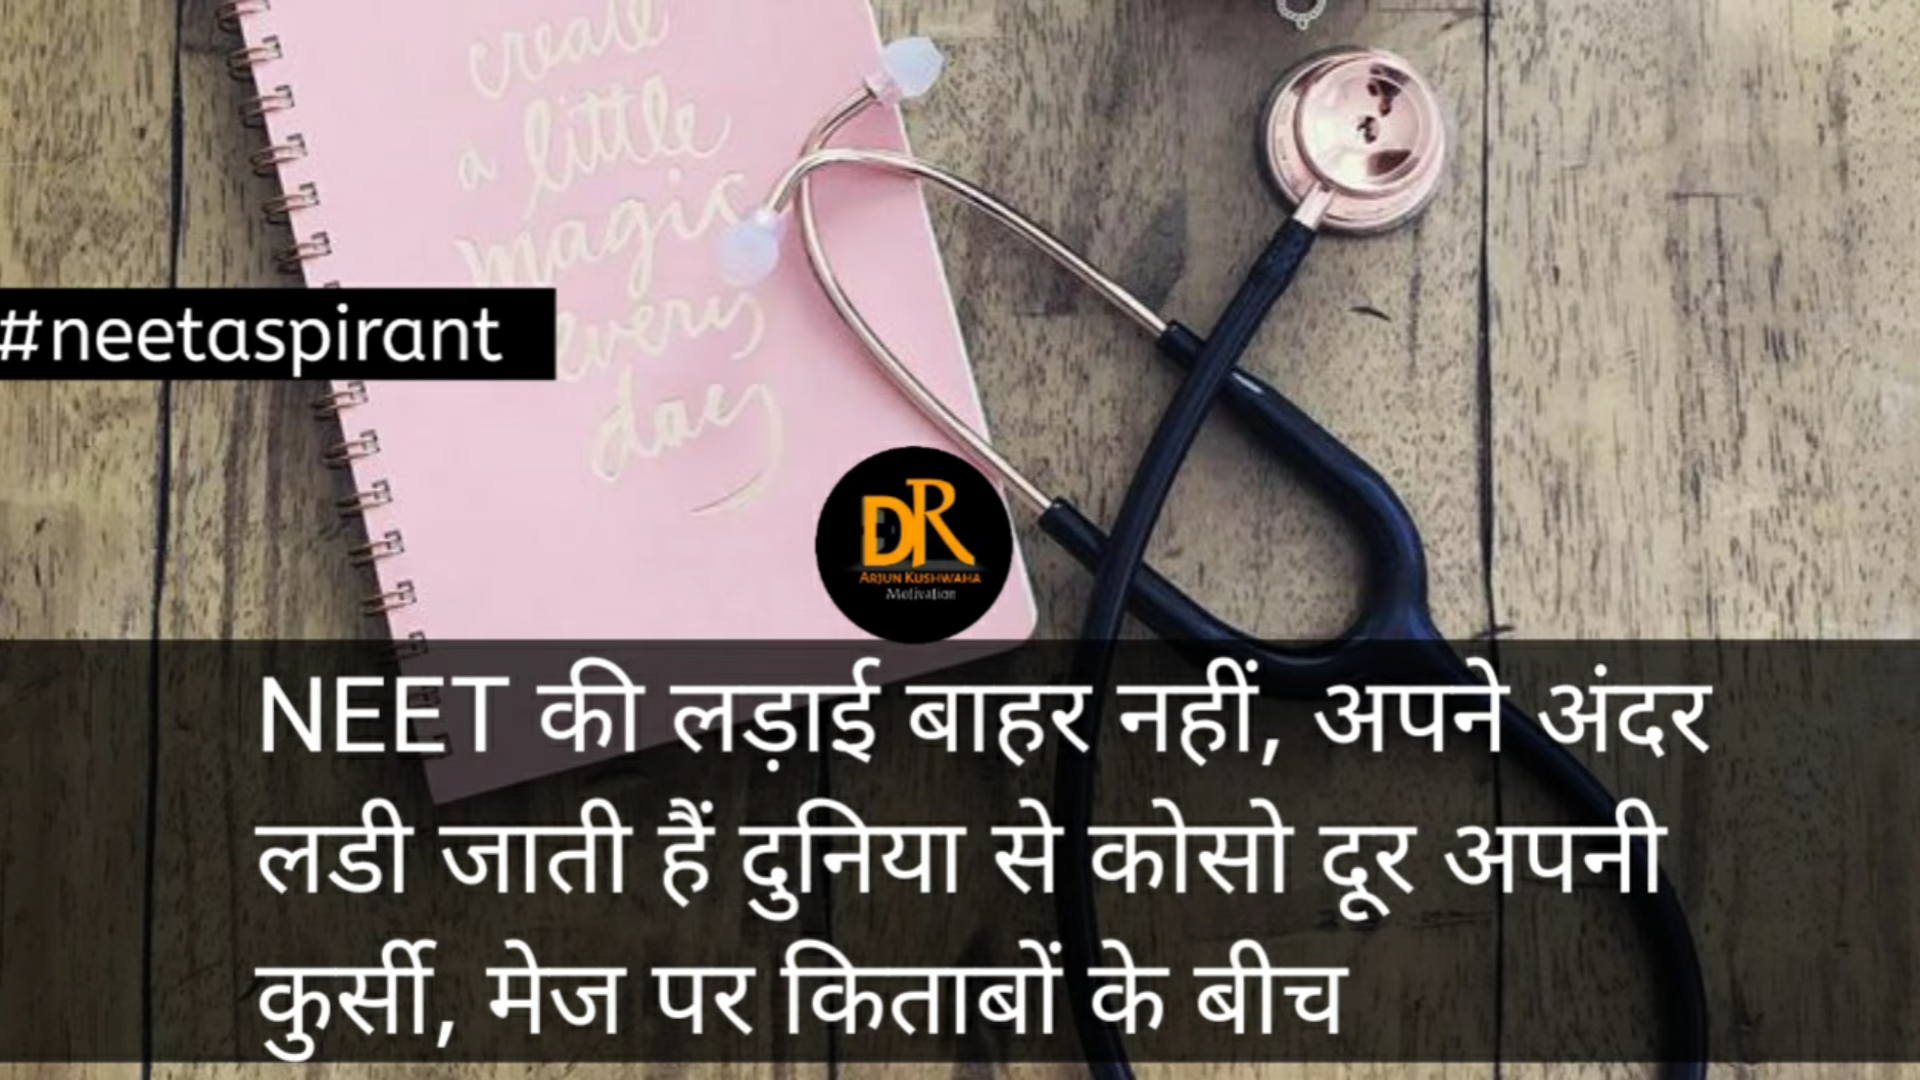 create
a little
magic
every
day
#neetaspirant
DR
ARJUN KUSHWAHA
Motivation
NEET की लड़ाई बाहर नहीं, अपने अंदर
लडी जाती हैं दुनिया से कोसो दूर अपनी
कुर्सी, मेज पर किताबों के बीच